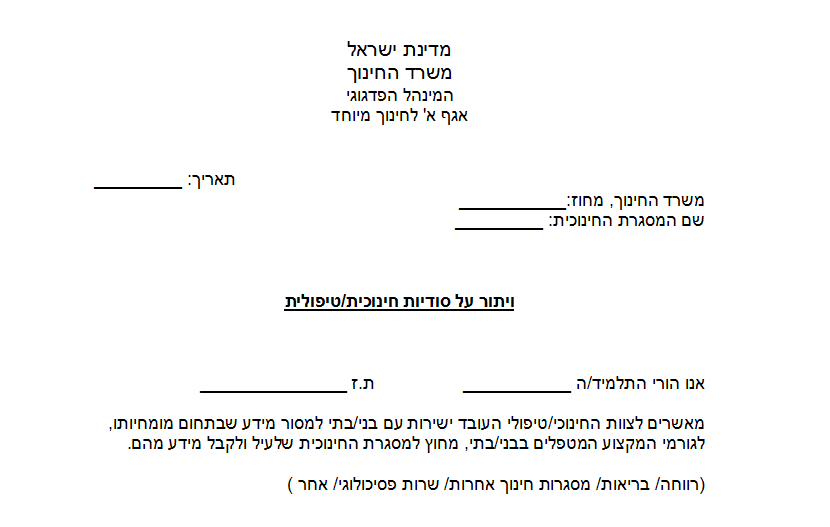 מדינת ישראל
משרד החינוך
המינהל הפדגוגי
אגף א' לחינוך מיוחד
תאריך: __________
משרד החינוך, מחוז:____________
שם המסגרת החינוכית: __________
ויתור על סודיות חינוכית/טיפולית
אנו הורי התלמיד/ה ____________ ת.ז ________________
מאשרים לצוות החינוכי/טיפולי העובד ישירות עם בני/בתי למסור מידע שבתחום מומחיותו,
לגורמי המקצוע המטפלים בבני/בתי, מחוץ למסגרת החינוכית שלעיל ולקבל מידע מהם.
(רווחה/ בריאות/ מסגרות חינוך אחרות/ שרות פסיכולוגי/ אחר )